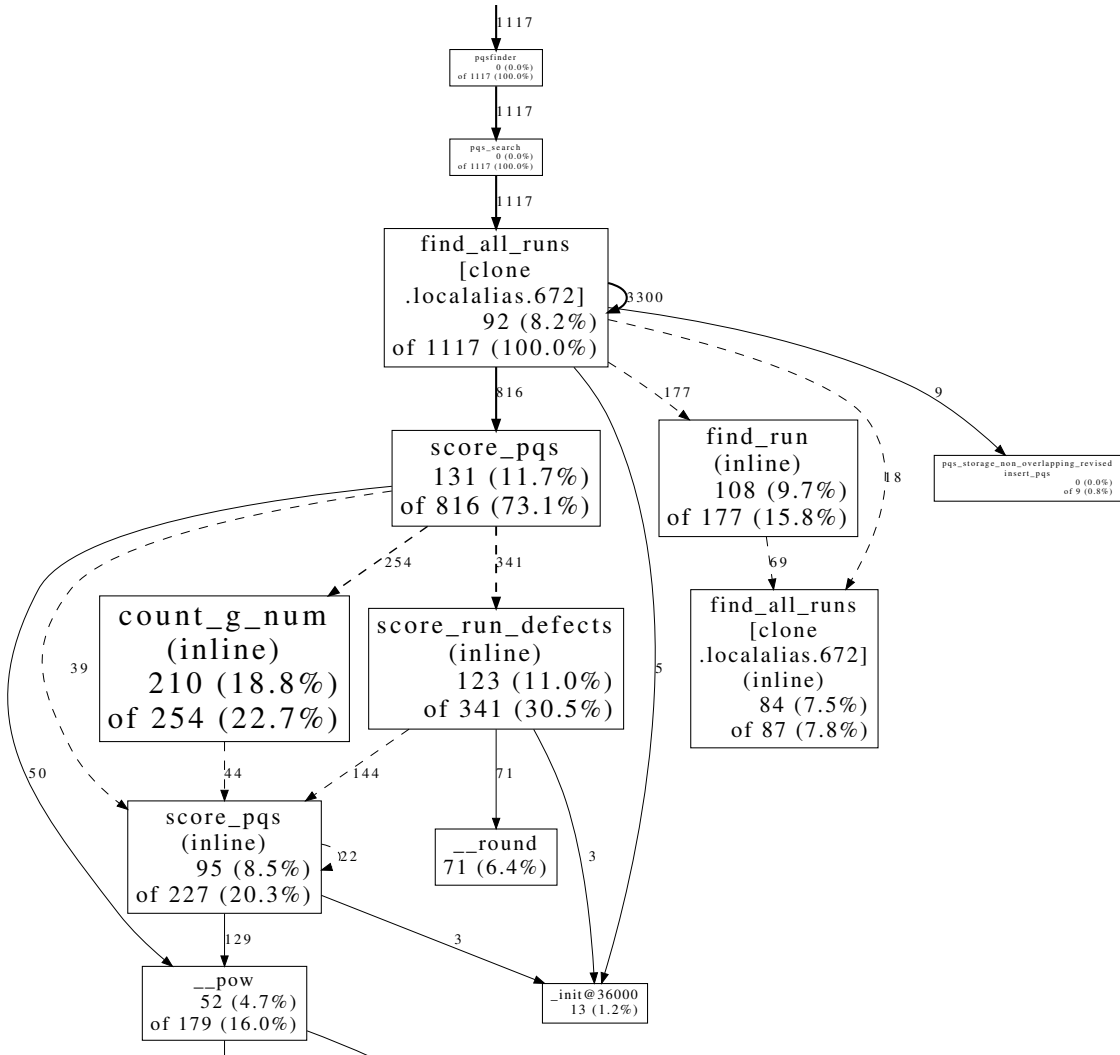 1117
pqsfinder
0 (0.0%)
of 1117 (100.0%)
1117
pqs_search
0 (0.0%)
of 1117 (100.0%)
1117
find_all_runs
[clone
.localalias.672]
92 (8.2%)
of 1117 (100.0%)
3300
816
177
18
9
5
score_pqs
131 (11.7%)
of 816 (73.1%)
find_run
(inline)
108 (9.7%)
of 177 (15.8%)
pqs_storage_non_overlapping_revised
insert_pqs
0 (0.0%)
of 9 (0.8%)
254
341
69
39
50
count_g_num
(inline)
210 (18.8%)
of 254 (22.7%)
score_run_defects
(inline)
123 (11.0%)
of 341 (30.5%)
find_all_runs
[clone
.localalias.672]
(inline)
84 (7.5%)
of 87 (7.8%)
44
144
71
3
score_pqs
(inline)
95 (8.5%)
of 227 (20.3%)
22
__round
71 (6.4%)
129
3
__pow
52 (4.7%)
of 179 (16.0%)
_init@36000
13 (1.2%)